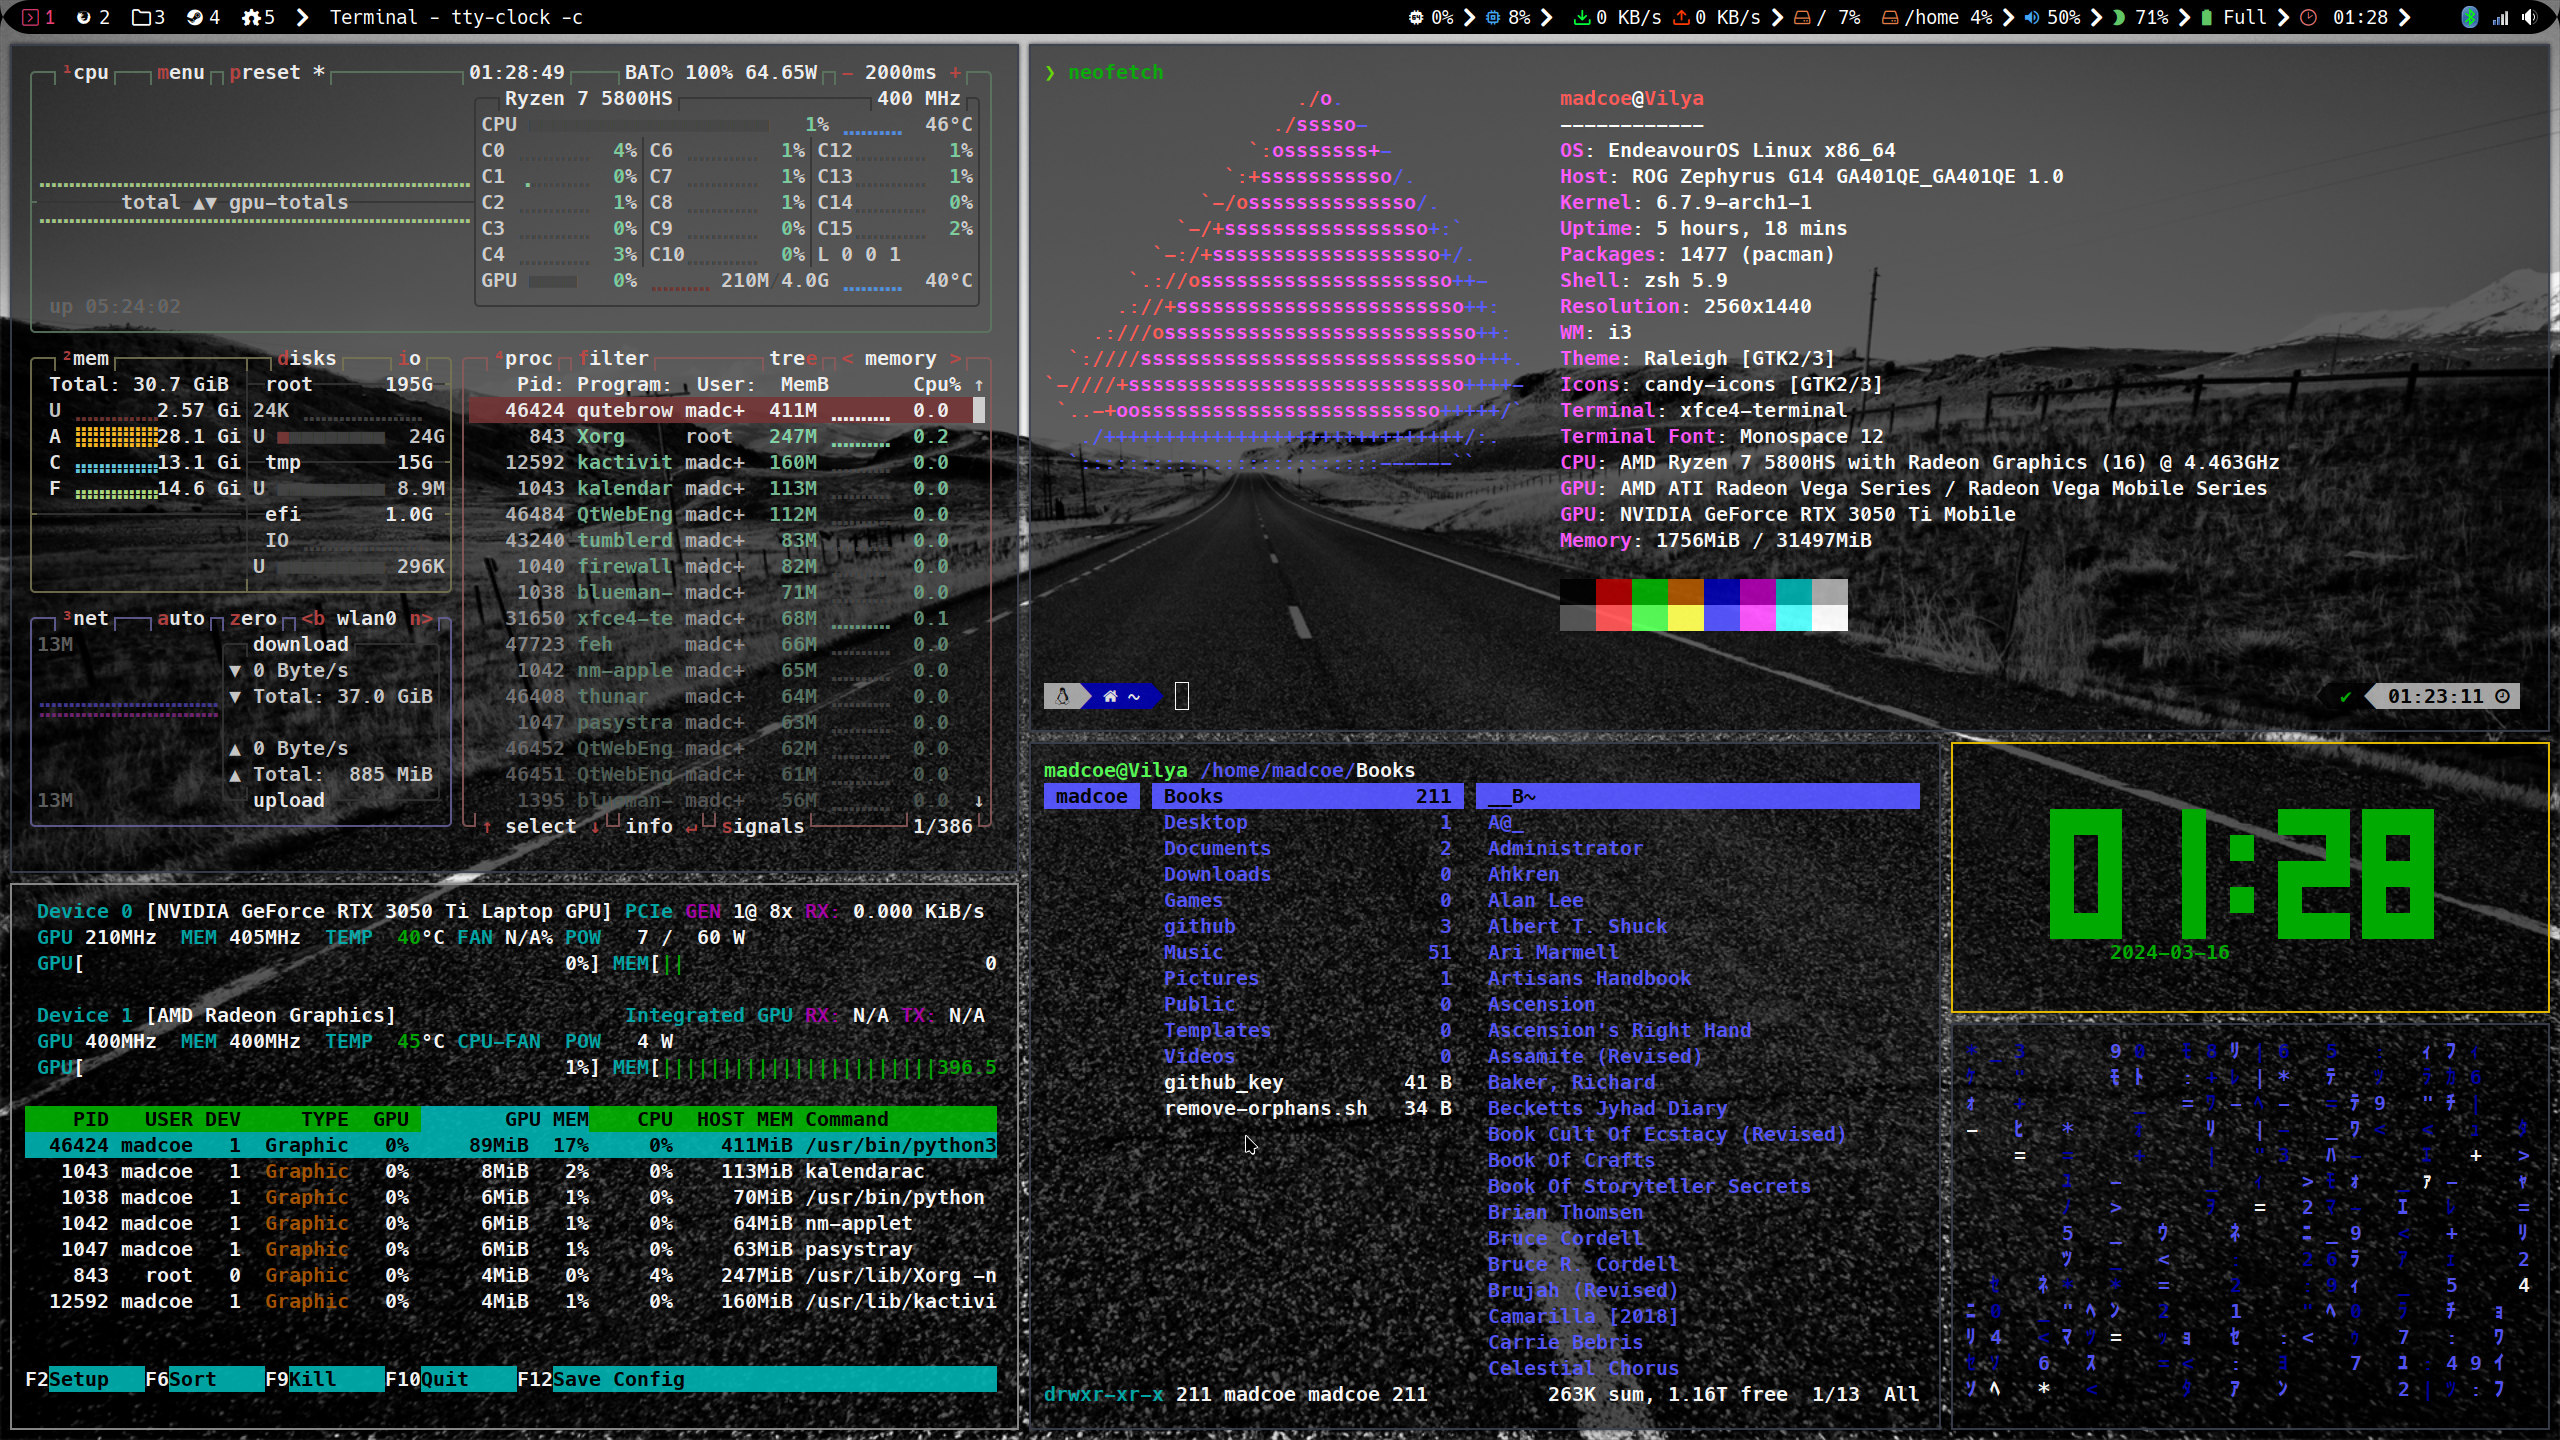 1 2 3 4 5 Terminal - tty-clock -c 0% 8% 0 KB/s 0 KB/s / 7% /home 4% 50% 71% Full 01:28
¹cpu menu preset * 01:28:49 BAT○ 100% 64.65W - 2000ms +
Ryzen 7 5800HS 400 MHz
CPU 1% 46°C
C0 4% C6 1% C12 1%
C1 0% C7 1% C13 1%
total ▲▼ gpu-totals C2 1% C8 1% C14 0%
C3 0% C9 0% C15 2%
C4 3% C10 0% L 0 0 1
GPU 0% 210M/4.0G 40°C
up 05:24:02
²mem disks io
Total: 30.7 GiB root 195G
U 2.57 Gi 24K
A 28.1 Gi U 24G
C 13.1 Gi tmp 15G
F 14.6 Gi U 8.9M
efi 1.0G
IO
U 296K
³net auto zero <b wlan0 n>
13M download
▼ 0 Byte/s
▼ Total: 37.0 GiB
▲ 0 Byte/s
▲ Total: 885 MiB
13M upload
⁴proc filter tree < memory >
Pid: Program: User: MemB Cpu% ↑
46424 qutebrow madc+ 411M 0.0
843 Xorg root 247M 0.2
12592 kactivit madc+ 160M 0.0
1043 kalendar madc+ 113M 0.0
46484 QtWebEng madc+ 112M 0.0
43240 tumblerd madc+ 83M 0.0
1040 firewall madc+ 82M 0.0
1038 blueman- madc+ 71M 0.0
31650 xfce4-te madc+ 68M 0.1
47723 feh madc+ 66M 0.0
1042 nm-apple madc+ 65M 0.0
46408 thunar madc+ 64M 0.0
1047 pasystra madc+ 63M 0.0
46452 QtWebEng madc+ 62M 0.0
46451 QtWebEng madc+ 61M 0.0
1395 blueman- madc+ 56M 0.0 ↓
↑ select ↓ info ↵ signals 1/386
❯ neofetch
madcoe@Vilya
------------
OS: EndeavourOS Linux x86_64
Host: ROG Zephyrus G14 GA401QE_GA401QE 1.0
Kernel: 6.7.9-arch1-1
Uptime: 5 hours, 18 mins
Packages: 1477 (pacman)
Shell: zsh 5.9
Resolution: 2560x1440
WM: i3
Theme: Raleigh [GTK2/3]
Icons: candy-icons [GTK2/3]
Terminal: xfce4-terminal
Terminal Font: Monospace 12
CPU: AMD Ryzen 7 5800HS with Radeon Graphics (16) @ 4.463GHz
GPU: AMD ATI Radeon Vega Series / Radeon Vega Mobile Series
GPU: NVIDIA GeForce RTX 3050 Ti Mobile
Memory: 1756MiB / 31497MiB
~ ✔ 01:23:11
Device 0 [NVIDIA GeForce RTX 3050 Ti Laptop GPU] PCIe GEN 1@ 8x RX: 0.000 KiB/s
GPU 210MHz MEM 405MHz TEMP 40°C FAN N/A% POW 7 / 60 W
GPU[ 0%] MEM[|| 0
Device 1 [AMD Radeon Graphics] Integrated GPU RX: N/A TX: N/A
GPU 400MHz MEM 400MHz TEMP 45°C CPU-FAN POW 4 W
GPU[ 1%] MEM[|||||||||||||||||||||||396.5
PID USER DEV TYPE GPU GPU MEM CPU HOST MEM Command
46424 madcoe 1 Graphic 0% 89MiB 17% 0% 411MiB /usr/bin/python3
1043 madcoe 1 Graphic 0% 8MiB 2% 0% 113MiB kalendarac
1038 madcoe 1 Graphic 0% 6MiB 1% 0% 70MiB /usr/bin/python
1042 madcoe 1 Graphic 0% 6MiB 1% 0% 64MiB nm-applet
1047 madcoe 1 Graphic 0% 6MiB 1% 0% 63MiB pasystray
843 root 0 Graphic 0% 4MiB 0% 4% 247MiB /usr/lib/Xorg -n
12592 madcoe 1 Graphic 0% 4MiB 1% 0% 160MiB /usr/lib/kactivi
F2Setup F6Sort F9Kill F10Quit F12Save Config
madcoe@Vilya /home/madcoe/Books
madcoe Books 211 __B~
Desktop 1 A@_
Documents 2 Administrator
Downloads 0 Ahkren
Games 0 Alan Lee
github 3 Albert T. Shuck
Music 51 Ari Marmell
Pictures 1 Artisans Handbook
Public 0 Ascension
Templates 0 Ascension's Right Hand
Videos 0 Assamite (Revised)
github_key 41 B Baker, Richard
remove-orphans.sh 34 B Becketts Jyhad Diary
Book Cult Of Ecstacy (Revised)
Book Of Crafts
Book Of Storyteller Secrets
Brian Thomsen
Bruce Cordell
Bruce R. Cordell
Brujah (Revised)
Camarilla [2018]
Carrie Bebris
Celestial Chorus
drwxr-xr-x 211 madcoe madcoe 211 263K sum, 1.16T free 1/13 All
01:28
2024-03-16